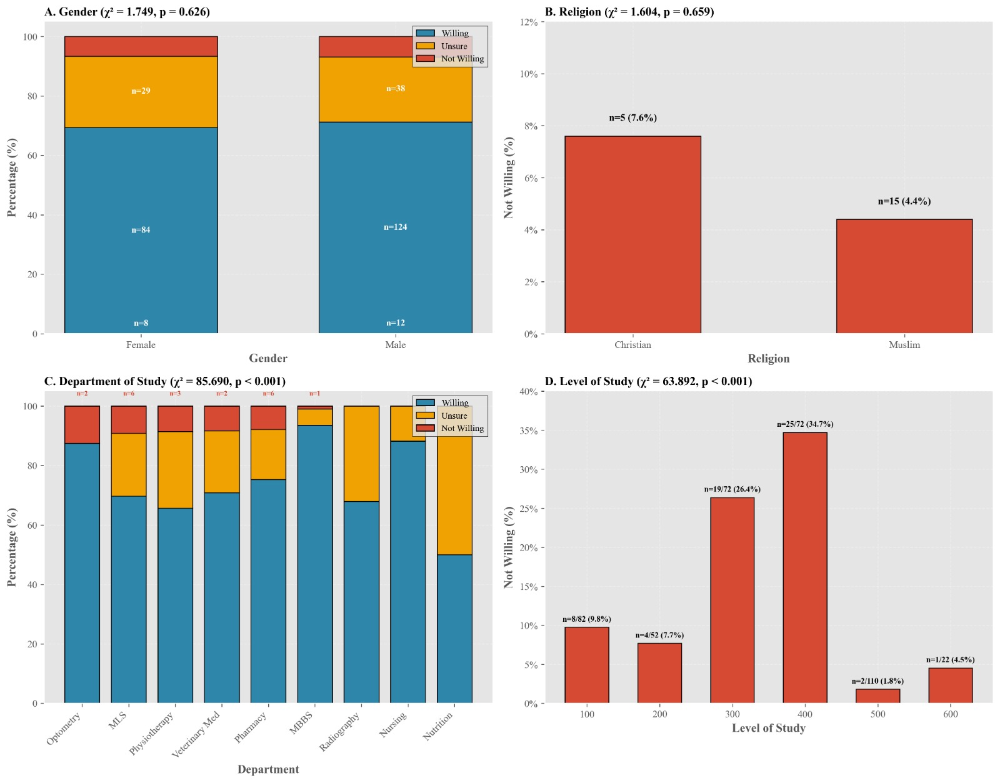 A. Gender (χ² = 1.749, p = 0.626)
Percentage (%)
100
80
60
40
20
0
Willing
Unsure
Not Willing
n=29
n=38
n=84
n=124
n=8
n=12
Female
Male
Gender
B. Religion (χ² = 1.604, p = 0.659)
Not Willing (%)
12%
10%
8%
6%
4%
2%
0%
n=5 (7.6%)
n=15 (4.4%)
Christian
Muslim
Religion
C. Department of Study (χ² = 85.690, p < 0.001)
n=2
n=6
n=3
n=2
n=6
n=1
Percentage (%)
100
80
60
40
20
0
Willing
Unsure
Not Willing
Optometry
MLS
Physiotherapy
Veterinary Med
Pharmacy
MBBS
Radiography
Nursing
Nutrition
Department
D. Level of Study (χ² = 63.892, p < 0.001)
Not Willing (%)
40%
35%
30%
25%
20%
15%
10%
5%
0%
n=8/82 (9.8%)
n=4/52 (7.7%)
n=19/72 (26.4%)
n=25/72 (34.7%)
n=2/110 (1.8%)
n=1/22 (4.5%)
100
200
300
400
500
600
Level of Study